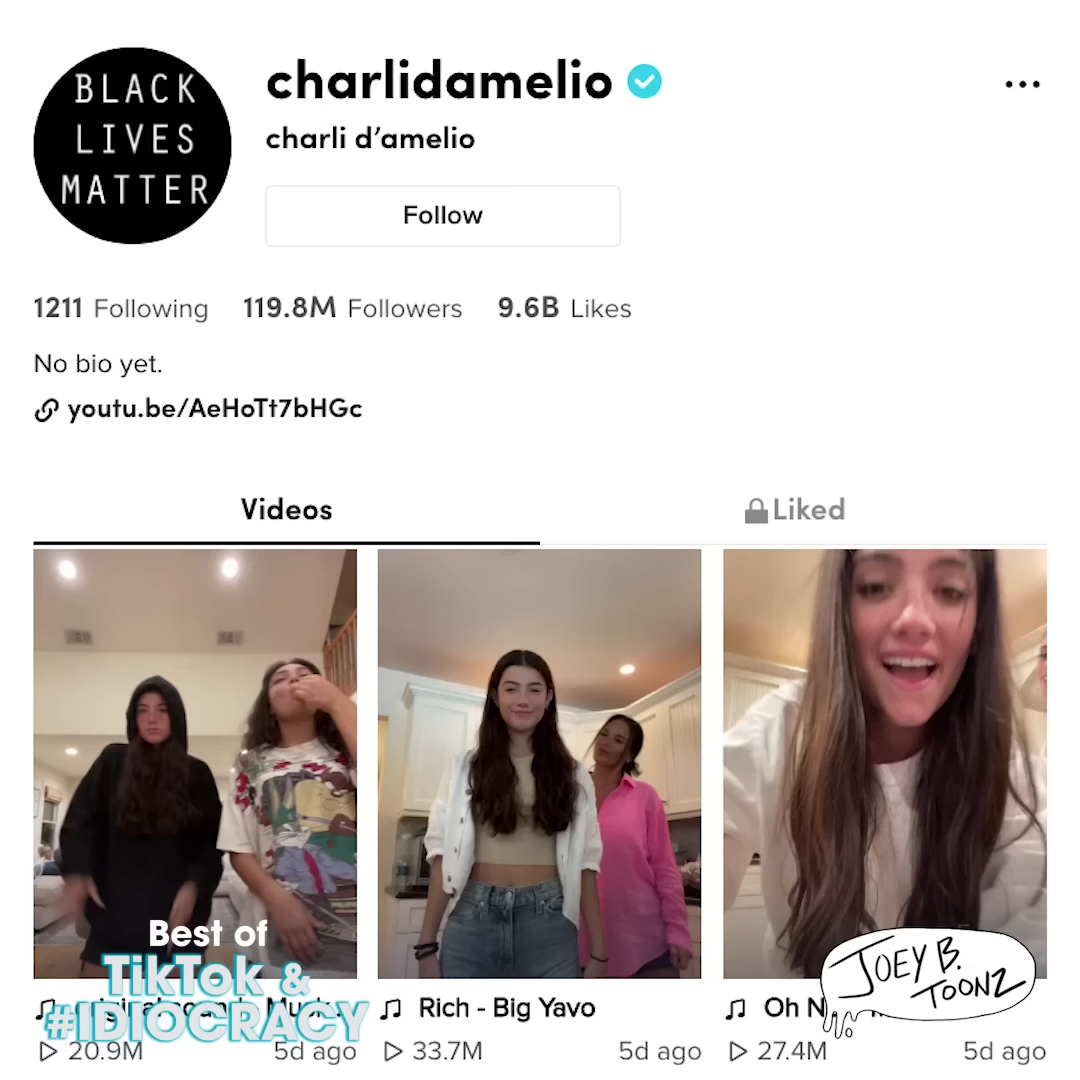 BLACK
LIVES
MATTER
charlidamelio
charli d’amelio
Follow
1211 Following 119.8M Followers 9.6B Likes
No bio yet.
youtu.be/AeHoTt7bHGc
Videos
Liked
Best of
TikTok &
#IDIOCRACY
JOEY B.
TOONZ
Rich - Big Yavo
Oh
20.9M 5d ago
33.7M 5d ago
27.4M 5d ago